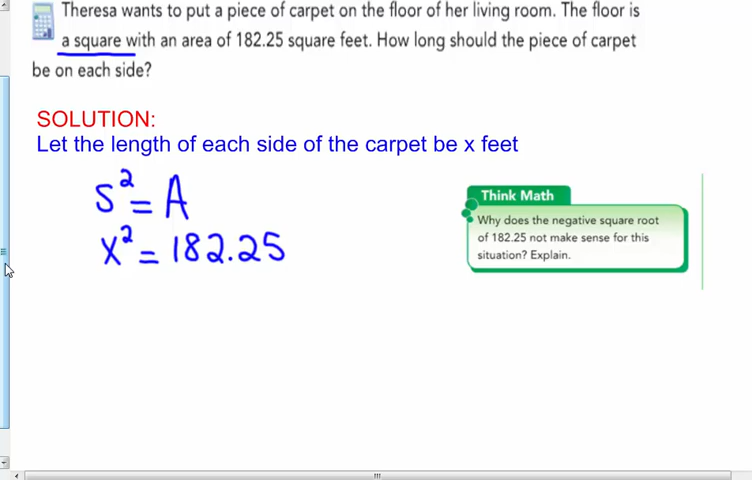 Theresa wants to put a piece of carpet on the floor of her living room. The floor is
a square with an area of 182.25 square feet. How long should the piece of carpet
be on each side?
SOLUTION:
Let the length of each side of the carpet be x feet
s² = A
x² = 182.25
Think Math
Why does the negative square root
of 182.25 not make sense for this
situation? Explain.